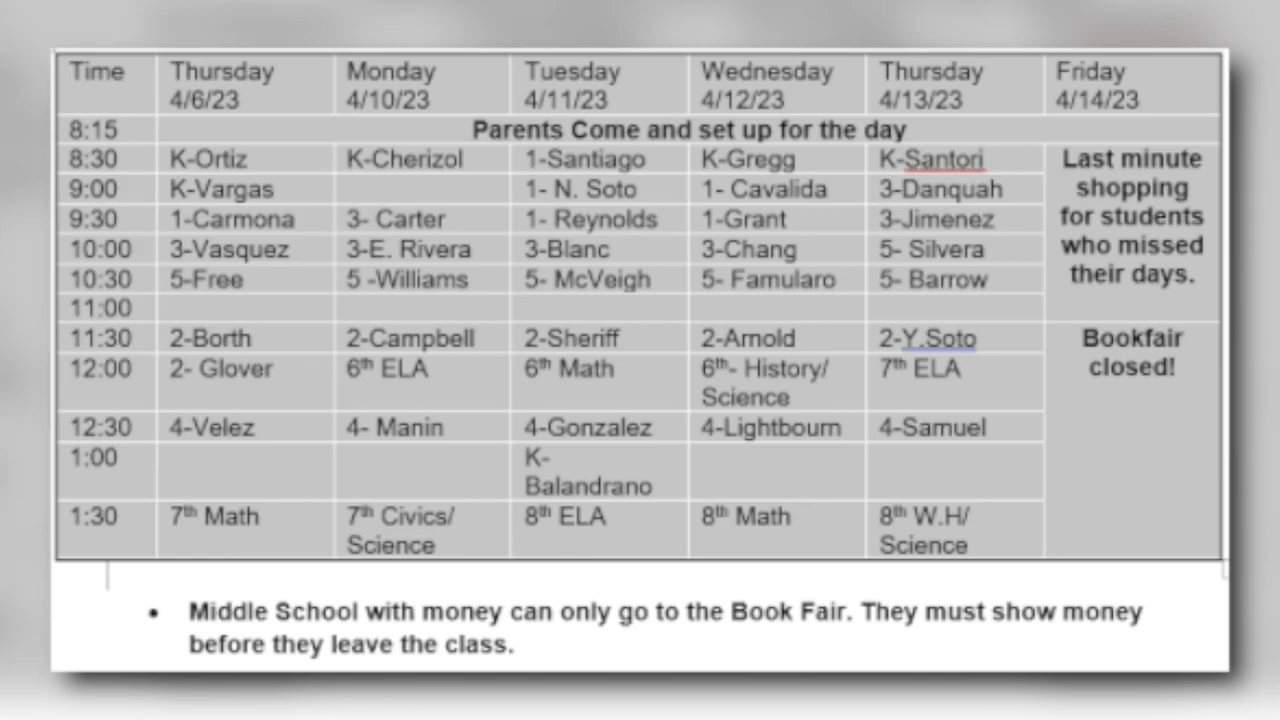 Time Thursday Monday Tuesday Wednesday Thursday Friday
4/6/23 4/10/23 4/11/23 4/12/23 4/13/23 4/14/23
8:15 Parents Come and set up for the day
8:30 K-Ortiz K-Cherizol 1-Santiago K-Gregg K-Santori Last minute
9:00 K-Vargas 1- N. Soto 1- Cavalida 3-Danquah shopping
9:30 1-Carmona 3- Carter 1- Reynolds 1-Grant 3-Jimenez for students
10:00 3-Vasquez 3-E. Rivera 3-Blanc 3-Chang 5- Silvera who missed
10:30 5-Free 5 -Williams 5- McVeigh 5- Famularo 5- Barrow their days.
11:00
11:30 2-Borth 2-Campbell 2-Sheriff 2-Arnold 2-Y.Soto Bookfair
12:00 2- Glover 6th ELA 6th Math 6th- History/ 7th ELA closed!
Science
12:30 4-Velez 4- Manin 4-Gonzalez 4-Lightbourn 4-Samuel
1:00 K-
Balandrano
1:30 7th Math 7th Civics/ 8th ELA 8th Math 8th W.H/
Science Science
• Middle School with money can only go to the Book Fair. They must show money
before they leave the class.